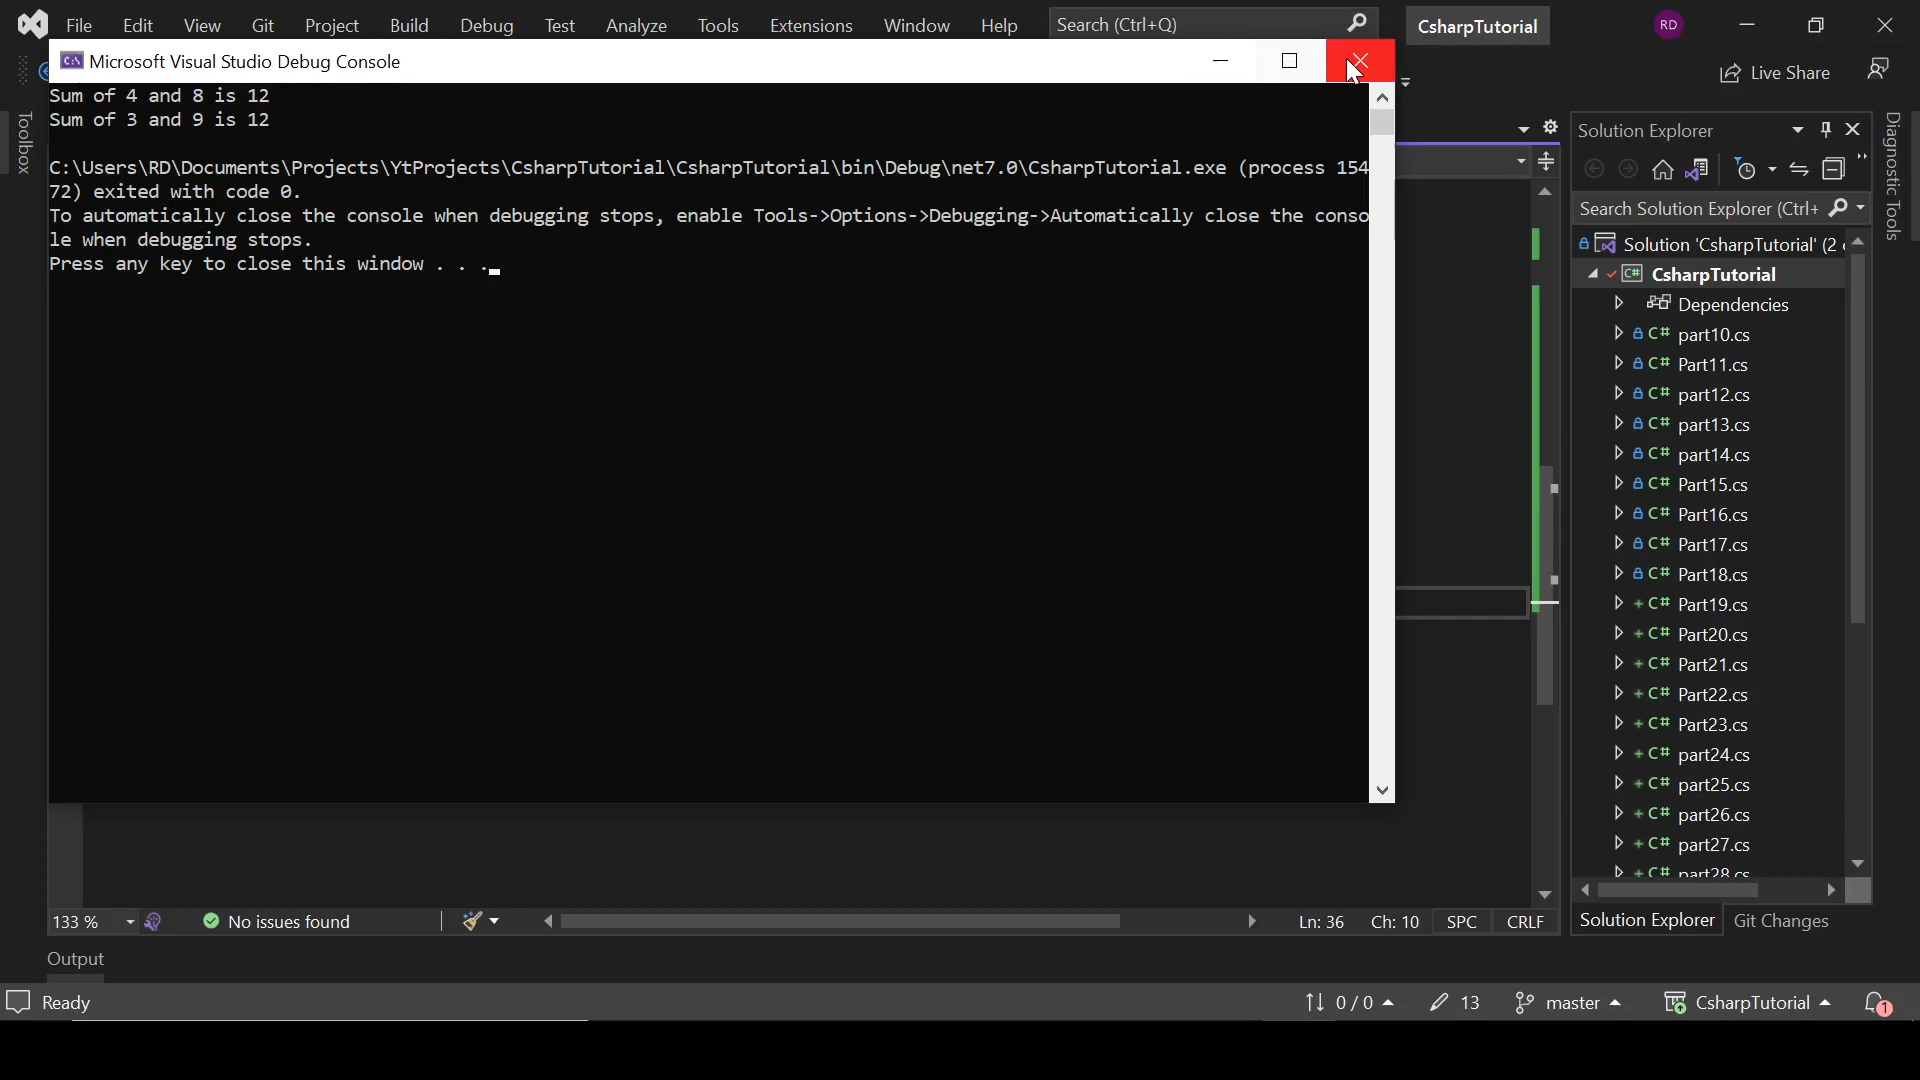 File Edit View Git Project Build Debug Test Analyze Tools Extensions Window Help Search (Ctrl+Q) CsharpTutorial RD
Microsoft Visual Studio Debug Console
Live Share
Sum of 4 and 8 is 12
Sum of 3 and 9 is 12
C:\Users\RD\Documents\Projects\YtProjects\CsharpTutorial\CsharpTutorial\bin\Debug\net7.0\CsharpTutorial.exe (process 154
72) exited with code 0.
To automatically close the console when debugging stops, enable Tools->Options->Debugging->Automatically close the conso
le when debugging stops.
Press any key to close this window . . .
Toolbox
Solution Explorer
Search Solution Explorer (Ctrl+
Solution 'CsharpTutorial' (2
C# CsharpTutorial
Dependencies
C# part10.cs
C# Part11.cs
C# part12.cs
C# part13.cs
C# part14.cs
C# Part15.cs
C# Part16.cs
C# Part17.cs
C# Part18.cs
C# Part19.cs
C# Part20.cs
C# Part21.cs
C# Part22.cs
C# Part23.cs
C# part24.cs
C# part25.cs
C# part26.cs
C# part27.cs
C# part28.cs
Diagnostic Tools
133 % No issues found Ln: 36 Ch: 10 SPC CRLF
Solution Explorer Git Changes
Output
Ready 0 / 0 13 master CsharpTutorial 1